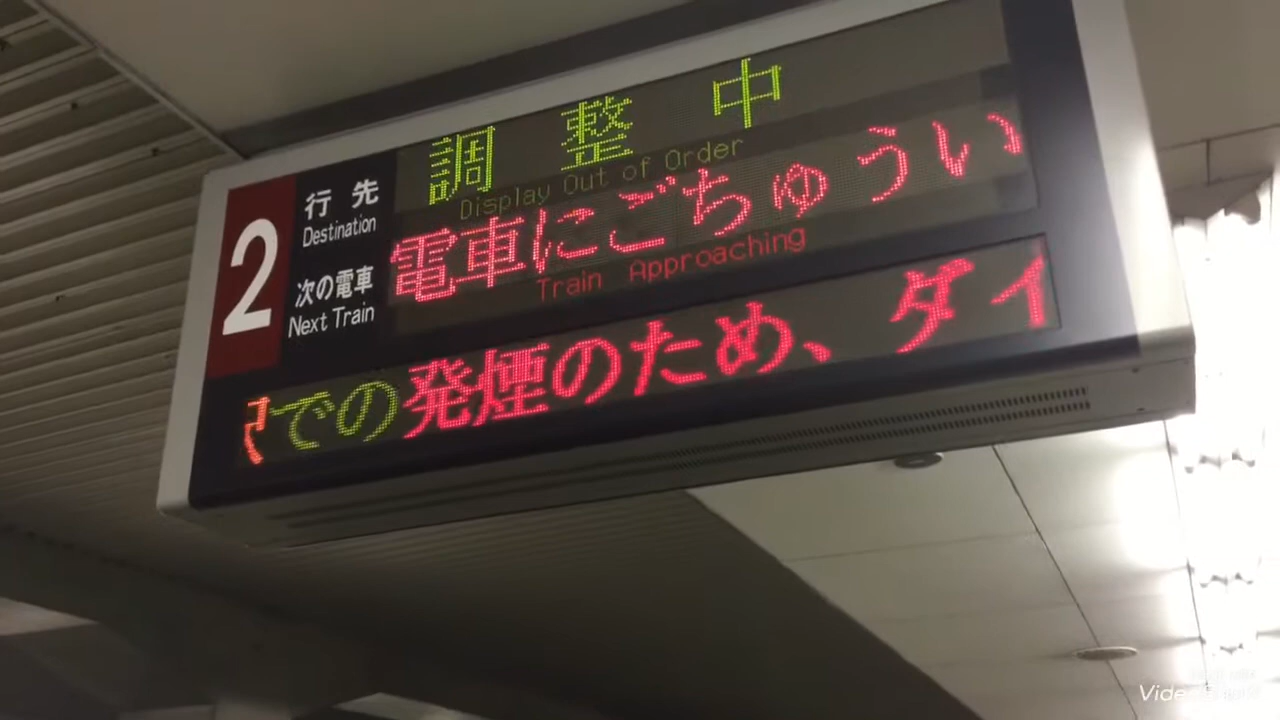 2
行先
Destination
次の電車
Next Train
調整中
Display Out of Order
電車にごちゅうい
Train Approaching
での発煙のため、ダイ